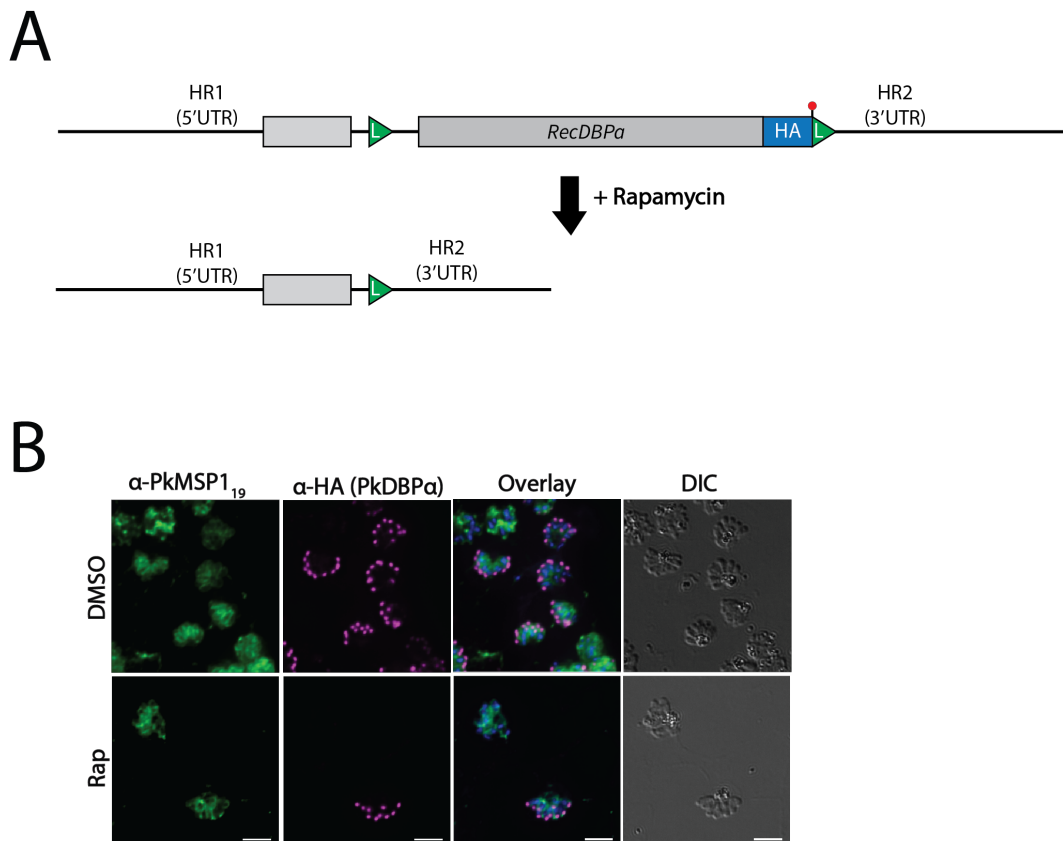 A
HR1
(5'UTR)
L
RecDBPa
HA
L
HR2
(3'UTR)
+ Rapamycin
HR1
(5'UTR)
L
HR2
(3'UTR)
B
α-PkMSP1₁₉
α-HA (PkDBPα)
Overlay
DIC
DMSO
Rap